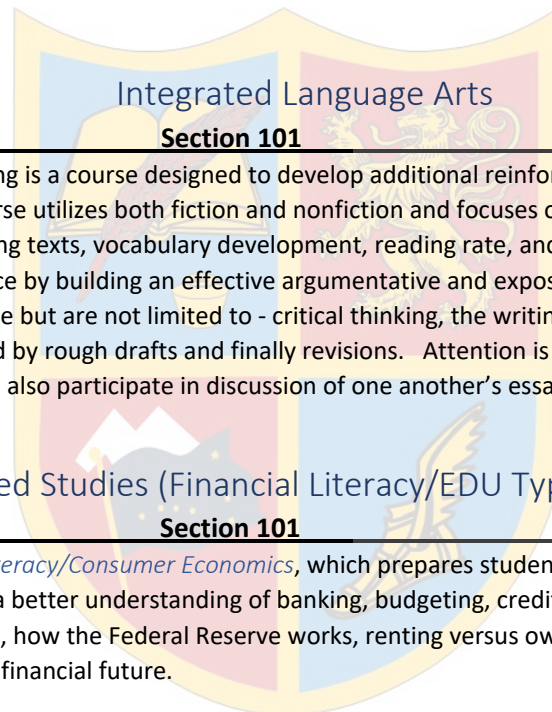 Integrated Language Arts
Section 101
ng is a course designed to develop additional reinfor
rse utilizes both fiction and nonfiction and focuses o
ng texts, vocabulary development, reading rate, and
ce by building an effective argumentative and expos
e but are not limited to - critical thinking, the writin
d by rough drafts and finally revisions. Attention is
also participate in discussion of one another’s essa
ed Studies (Financial Literacy/EDU Typ
Section 101
teracy/Consumer Economics, which prepares studen
a better understanding of banking, budgeting, credit
, how the Federal Reserve works, renting versus ow
financial future.